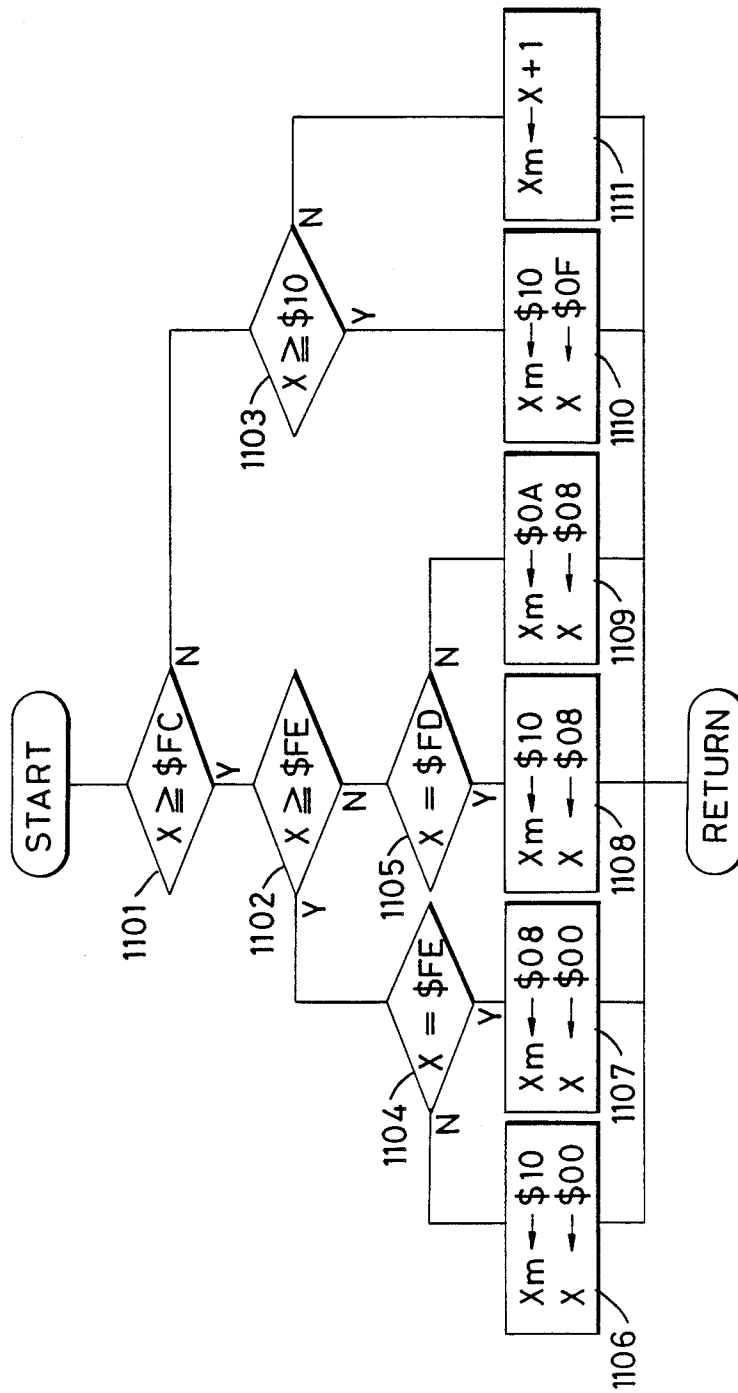 START
1101
X ≧ $FC
N
Y
1102
X ≧ $FE
Y
N
1103
X ≧ $10
N
Y
1104
X = $FE
N
Y
1105
X = $FD
N
Y
Xm ← $10
X ← $00
1106
Xm ← $08
X ← $00
1107
Xm ← $10
X ← $08
1108
Xm ← $0A
X ← $08
1109
Xm ← $10
X ← $0F
1110
Xm ← X + 1
1111
RETURN